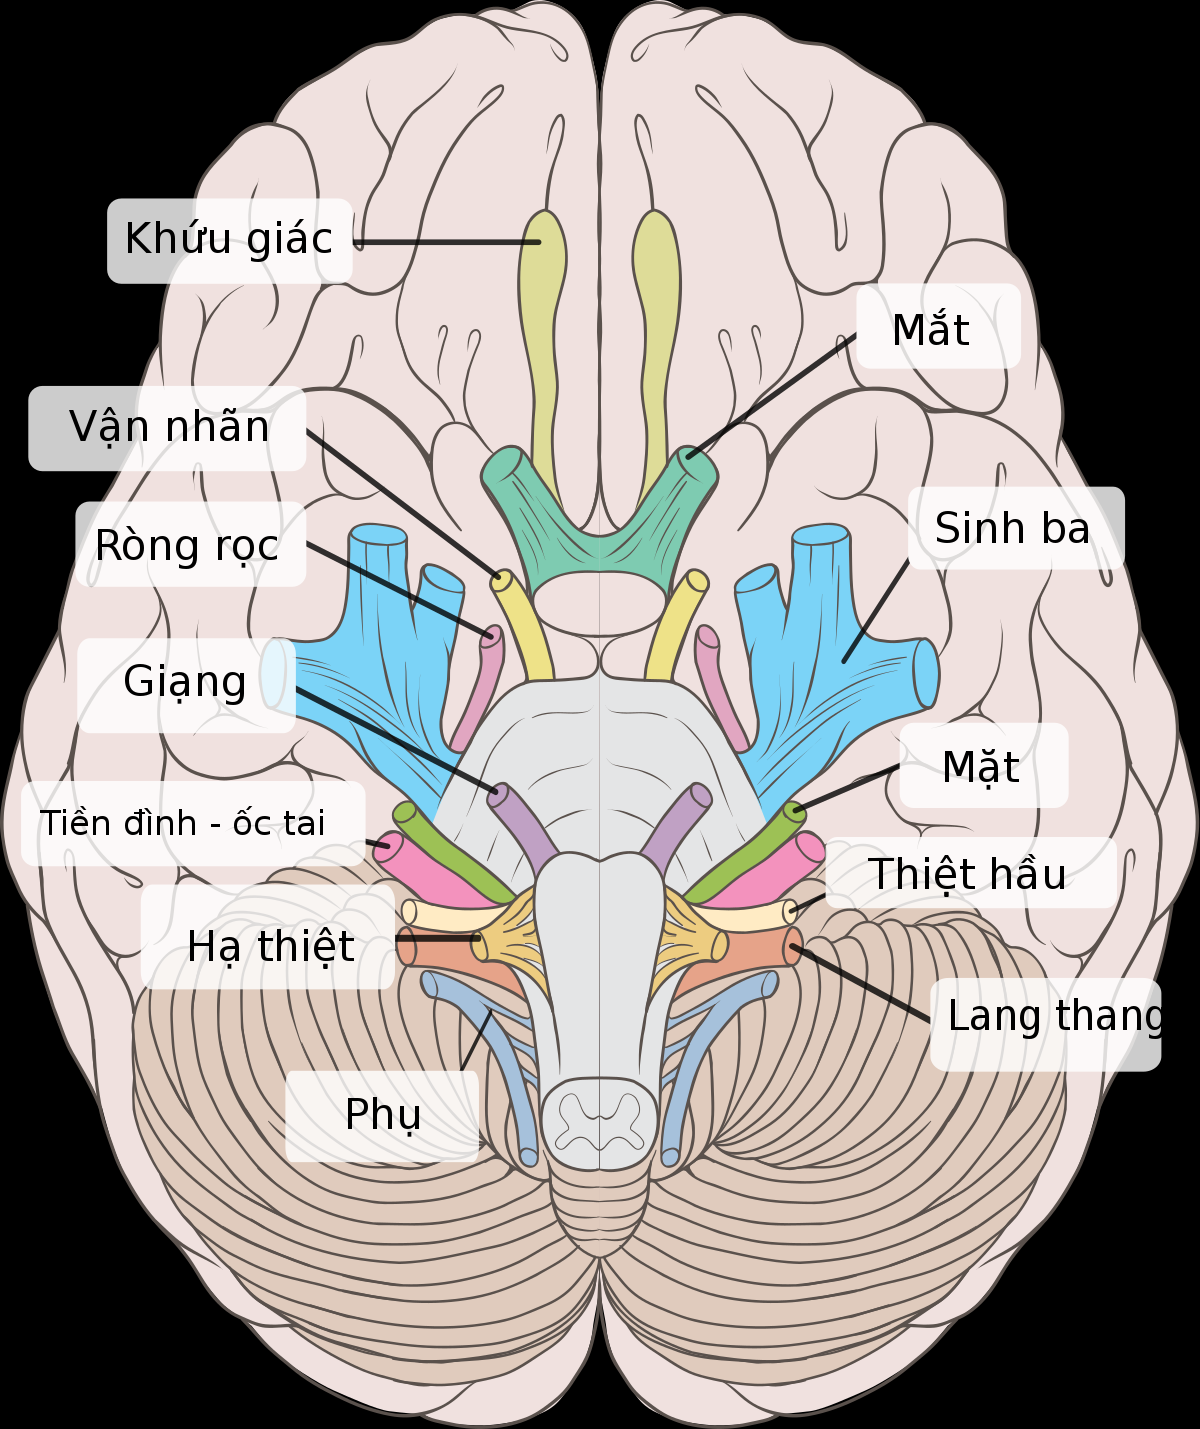 Khứu giác
Mắt
Vận nhãn
Sinh ba
Ròng rọc
Giạng
Mặt
Tiền đình - ốc tai
Thiệt hầu
Hạ thiệt
Lang thang
Phụ